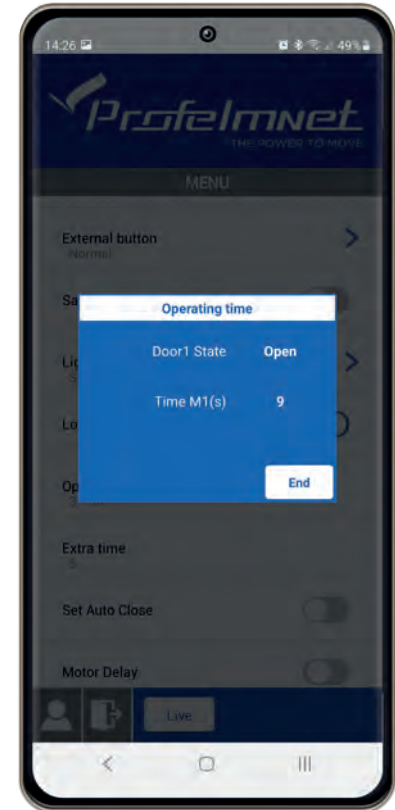 14:26 49%
Profelmnet
THE POWER TO MOVE
MENU
External button
Normal
Operating time
Door1 State Open
Time M1(s) 9
End
Extra time
5
Set Auto Close
Motor Delay
Live